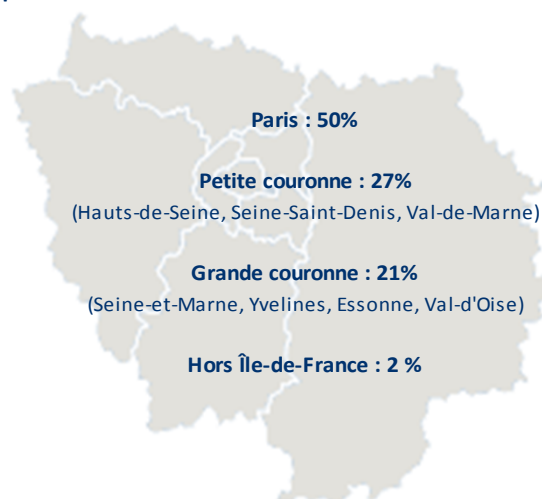 Paris : 50%
Petite couronne : 27%
(Hauts-de-Seine, Seine-Saint-Denis, Val-de-Marne)
Grande couronne : 21%
(Seine-et-Marne, Yvelines, Essonne, Val-d'Oise)
Hors Île-de-France : 2 %